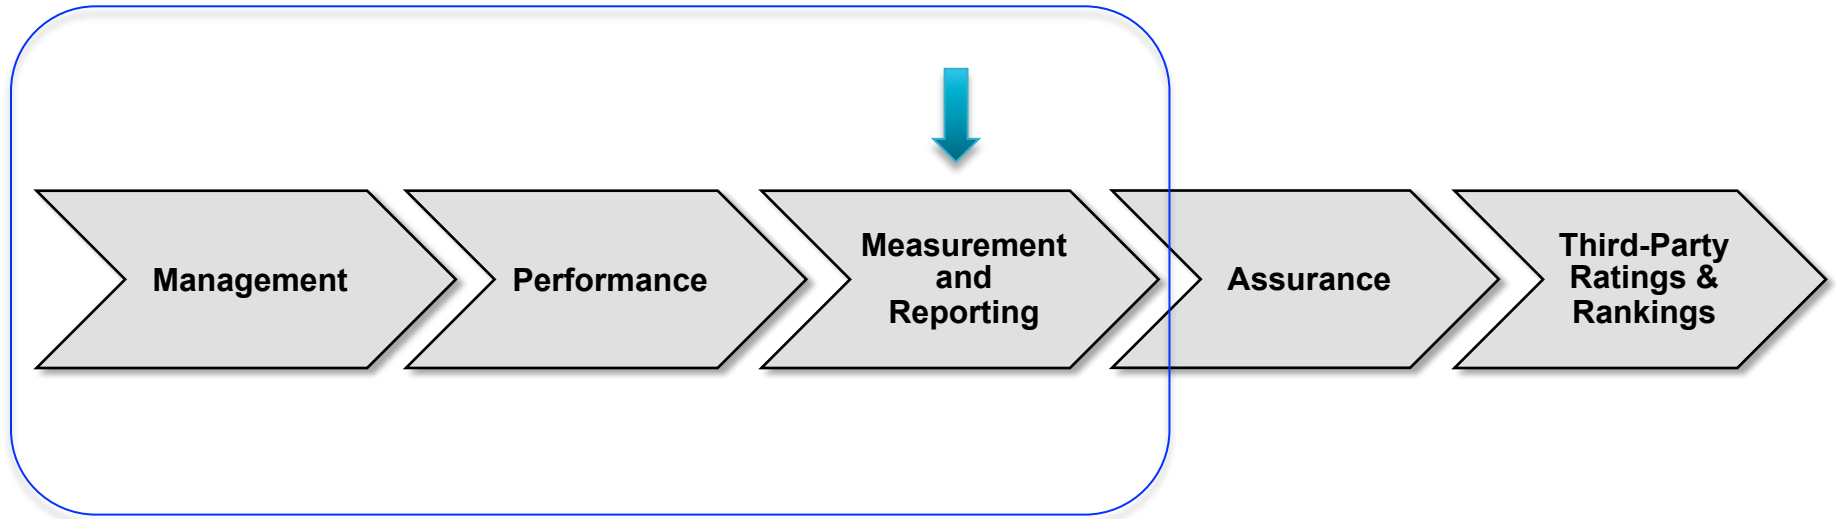 Management
Performance
Measurement
and
Reporting
Assurance
Third-Party
Ratings &
Rankings